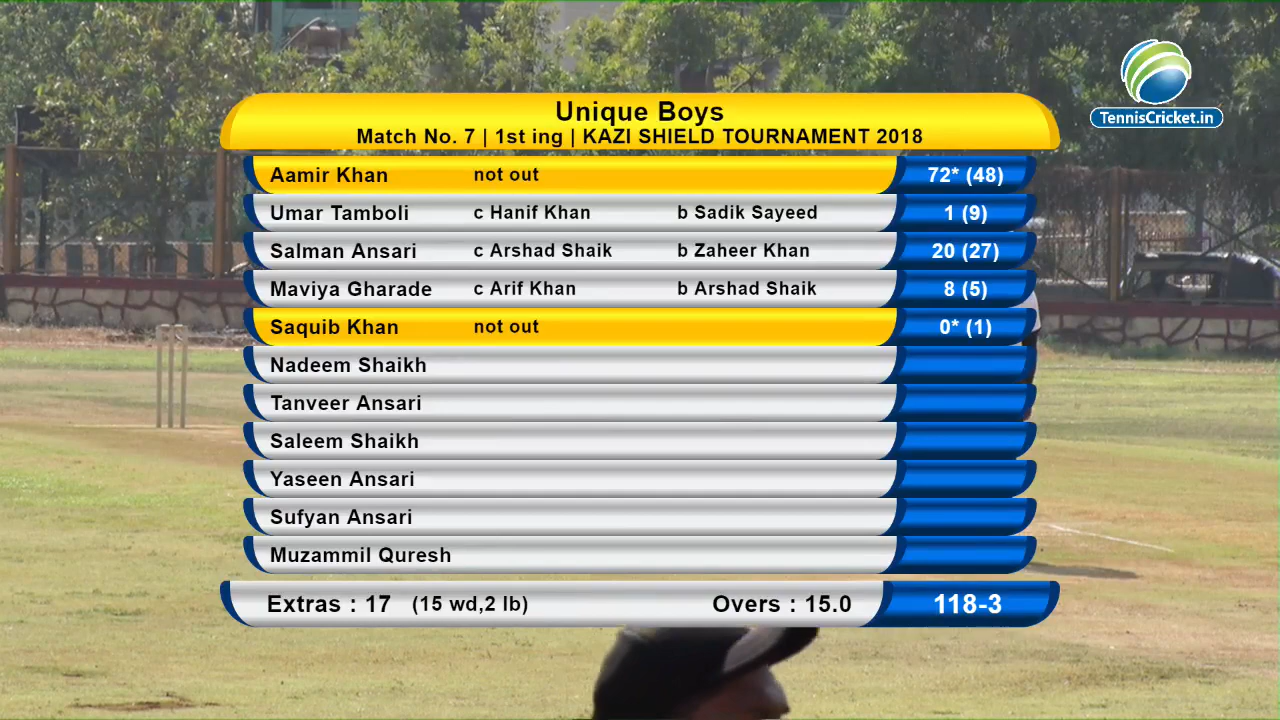 TennisCricket.in
Unique Boys
Match No. 7 | 1st ing | KAZI SHIELD TOURNAMENT 2018
Aamir Khan not out 72* (48)
Umar Tamboli c Hanif Khan b Sadik Sayeed 1 (9)
Salman Ansari c Arshad Shaik b Zaheer Khan 20 (27)
Maviya Gharade c Arif Khan b Arshad Shaik 8 (5)
Saquib Khan not out 0* (1)
Nadeem Shaikh
Tanveer Ansari
Saleem Shaikh
Yaseen Ansari
Sufyan Ansari
Muzammil Quresh
Extras : 17 (15 wd,2 lb) Overs : 15.0 118-3